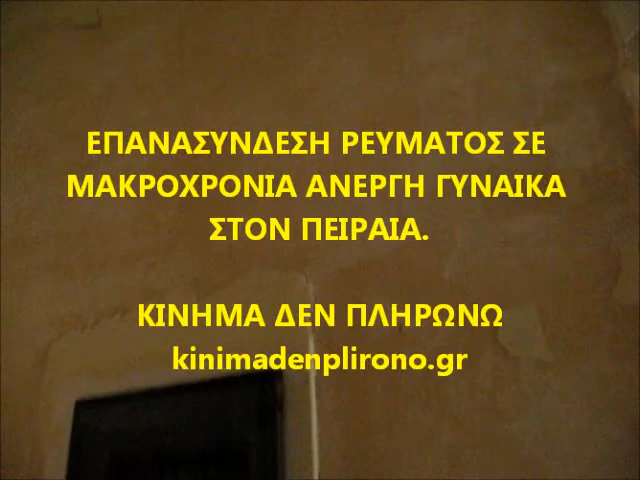 ΕΠΑΝΑΣΥΝΔΕΣΗ ΡΕΥΜΑΤΟΣ ΣΕ
ΜΑΚΡΟΧΡΟΝΙΑ ΑΝΕΡΓΗ ΓΥΝΑΙΚΑ
ΣΤΟΝ ΠΕΙΡΑΙΑ.
ΚΙΝΗΜΑ ΔΕΝ ΠΛΗΡΩΝΩ
kinimadenplirono.gr